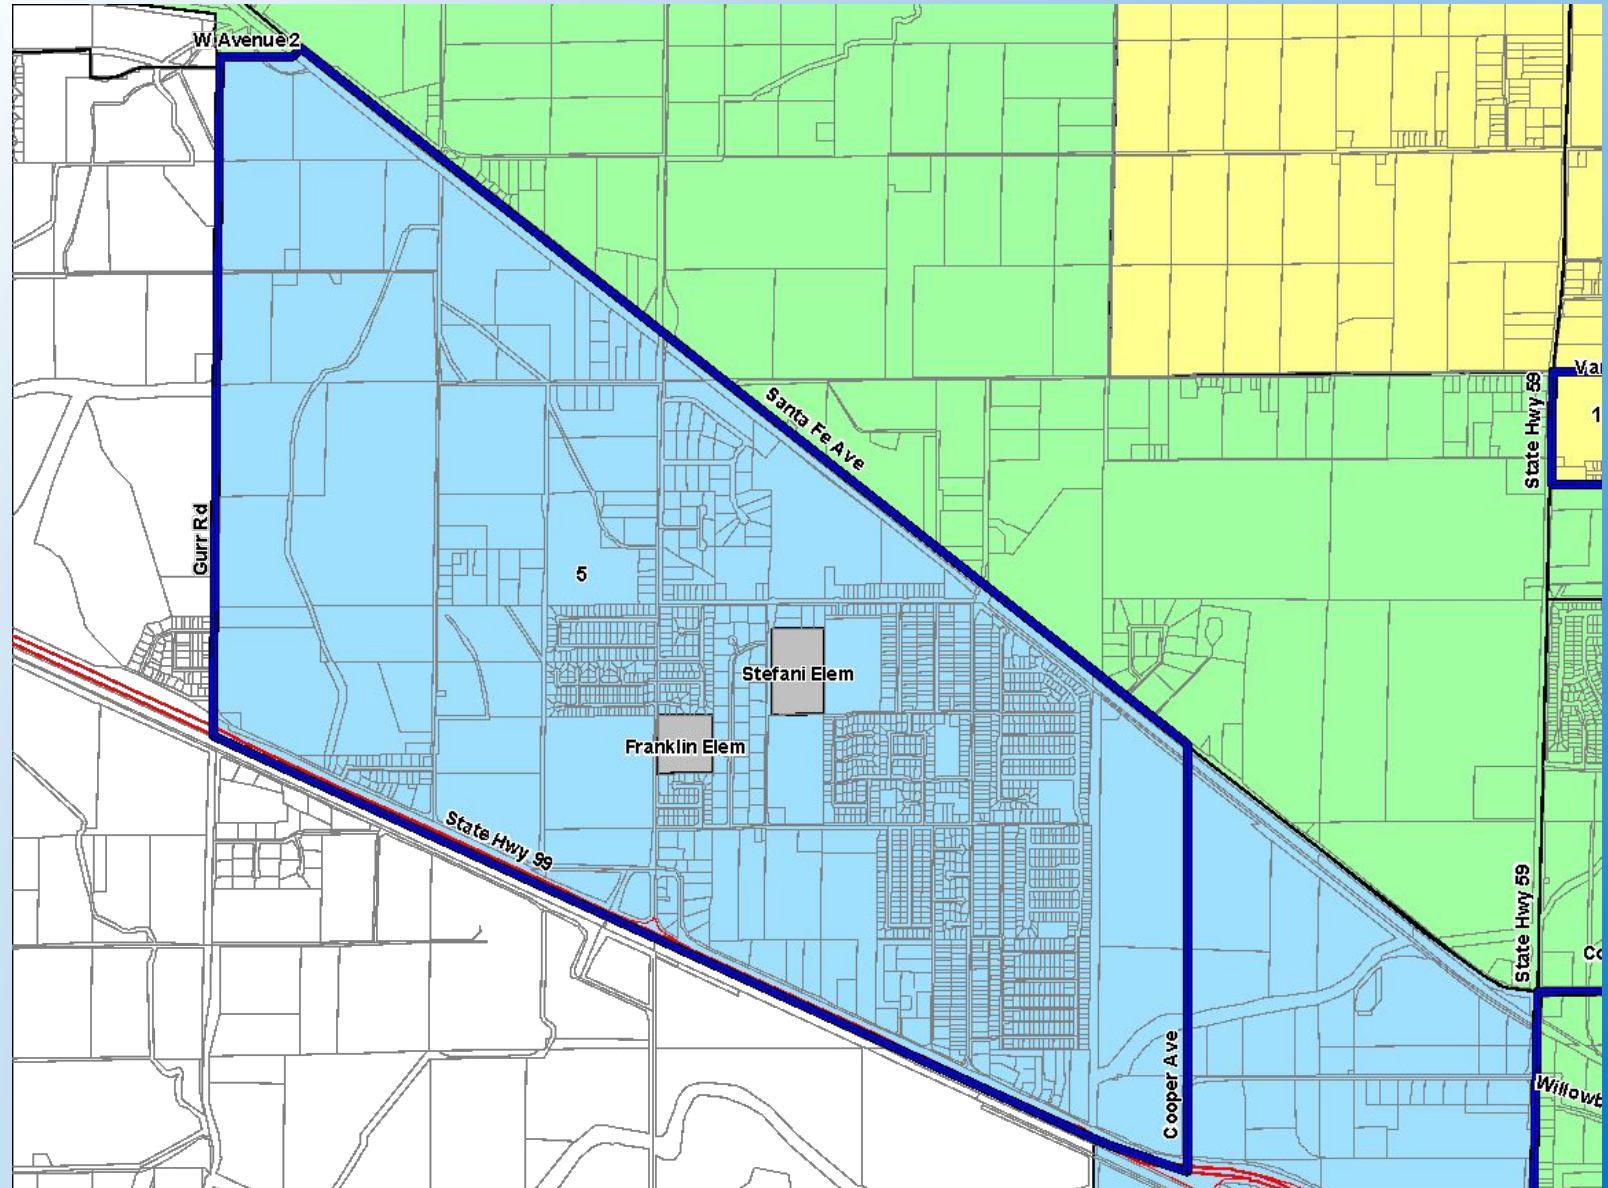 W Avenue 2
Santa Fe Ave
State Hwy 59
1
Gurr Rd
5
Stefani Elem
Franklin Elem
State Hwy 99
State Hwy 59
Cooper Ave